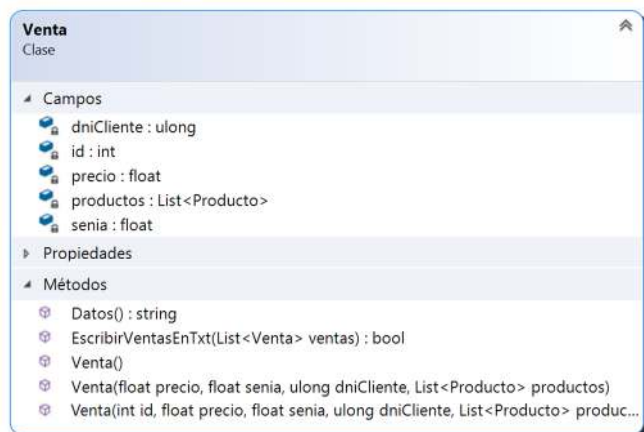 Venta
Clase
Campos
dniCliente : ulong
id : int
precio : float
productos : List<Producto>
senia : float
Propiedades
Métodos
Datos() : string
EscribirVentasEnTxt(List<Venta> ventas) : bool
Venta()
Venta(float precio, float senia, ulong dniCliente, List<Producto> productos)
Venta(int id, float precio, float senia, ulong dniCliente, List<Producto> produc...